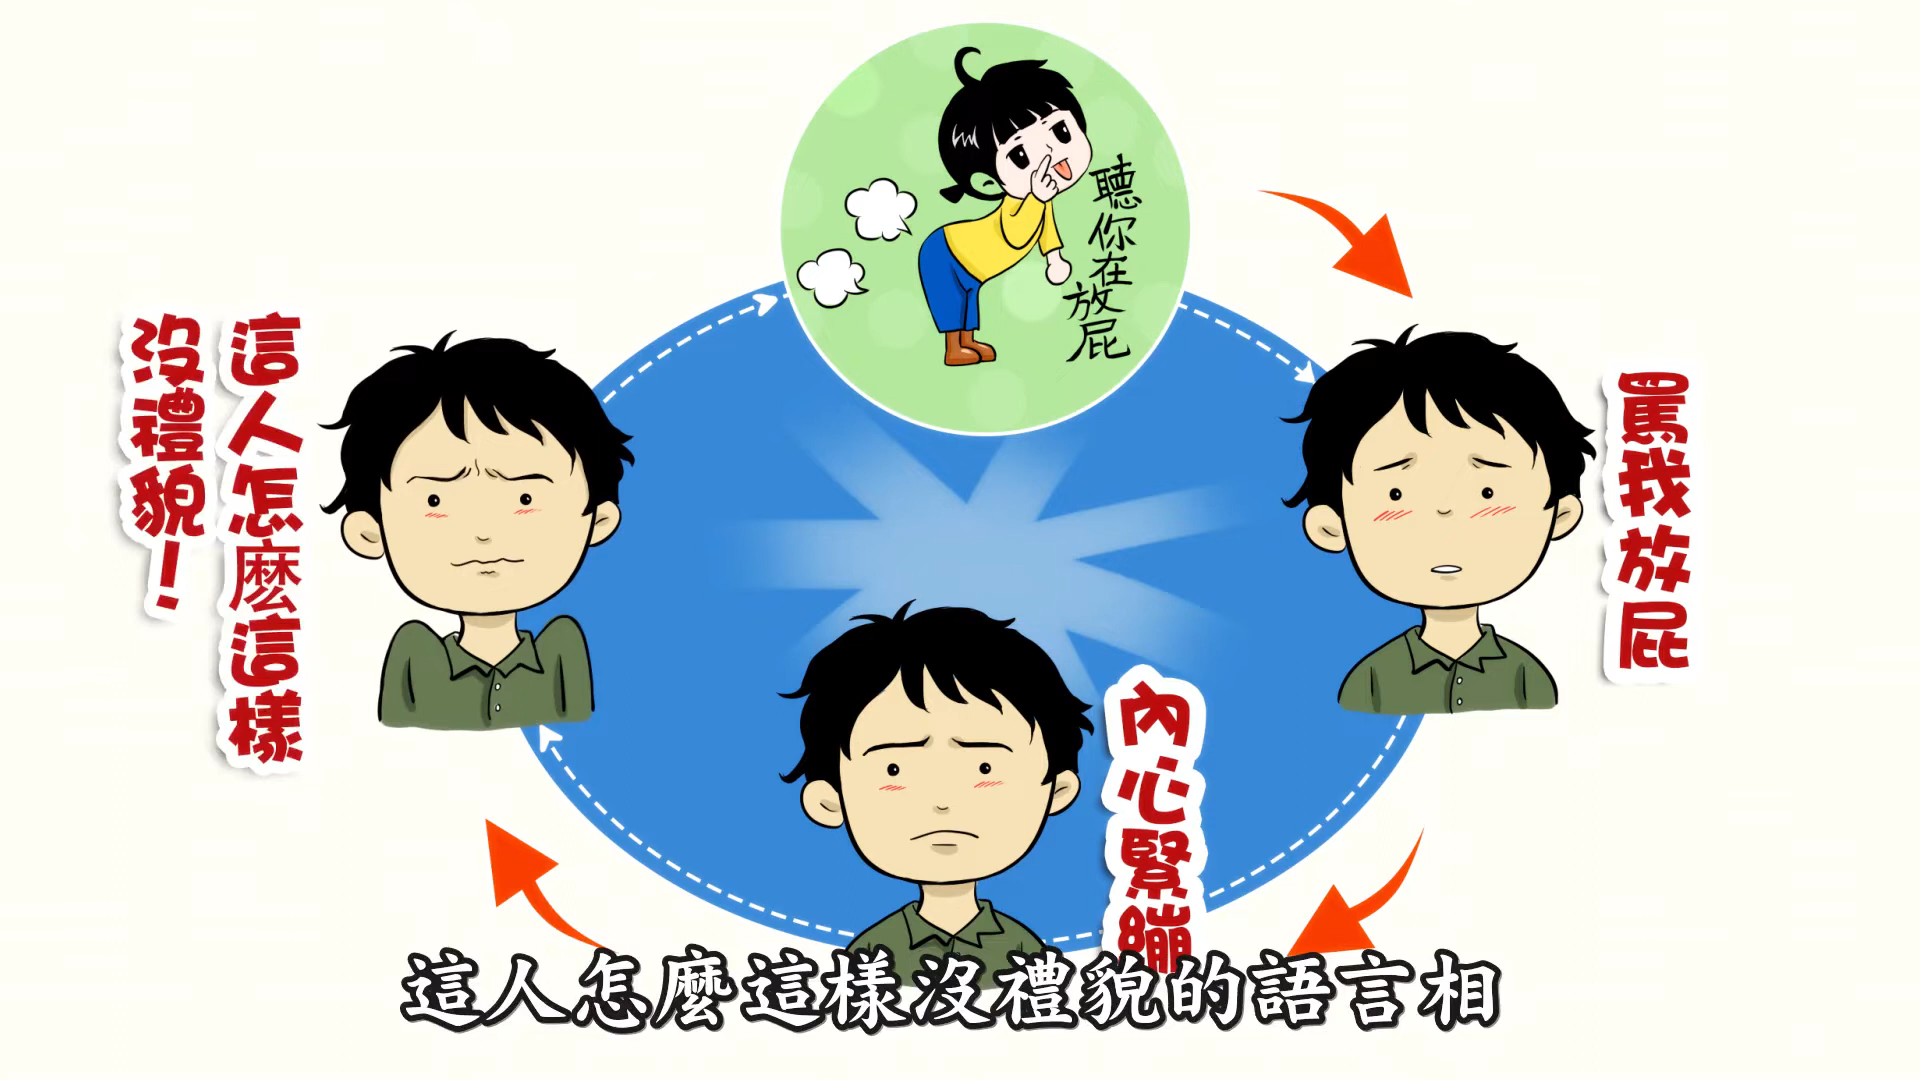 聽你在放屁
罵我放屁
內心緊繃
這人怎麼這樣
沒禮貌！
這人怎麼這樣沒禮貌的語言相